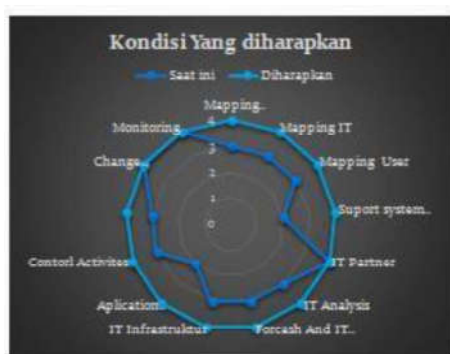 Kondisi Yang diharapkan
Saat ini
Diharapkan
Mapping..
Monitoring
Mapping IT
Change..
Mapping User
Suport system..
Contorl Activites
IT Partner
Aplication
IT Analysis
IT Infrastruktur
Forcash And IT..
4
3
2
1
0